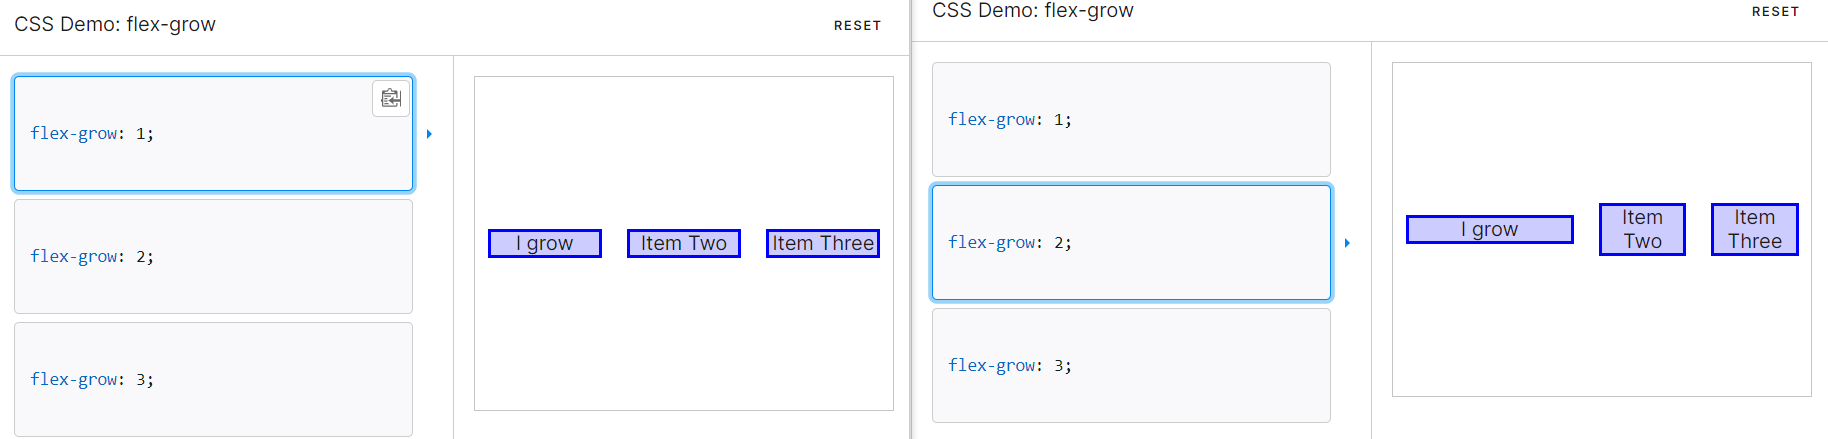 CSS Demo: flex-grow
RESET
flex-grow: 1;
flex-grow: 2;
flex-grow: 3;
I grow
Item Two
Item Three
CSS Demo: flex-grow
RESET
flex-grow: 1;
flex-grow: 2;
flex-grow: 3;
I grow
Item
Two
Item
Three